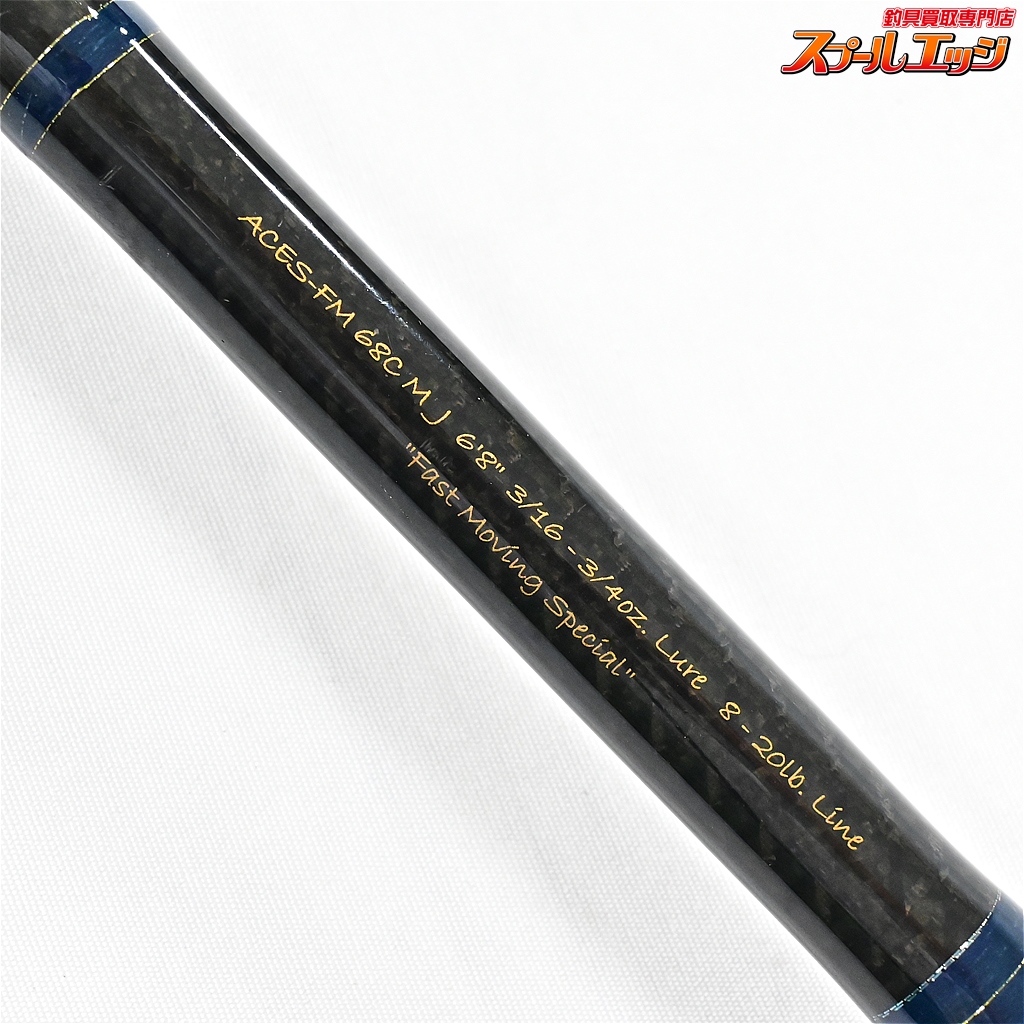 釣具買取専門店
スプールエッジ
ACES-FM 68C M J 6'8" 3/16 - 3/4oz. Lure 8 - 20lb. Line
"Fast Moving Special"